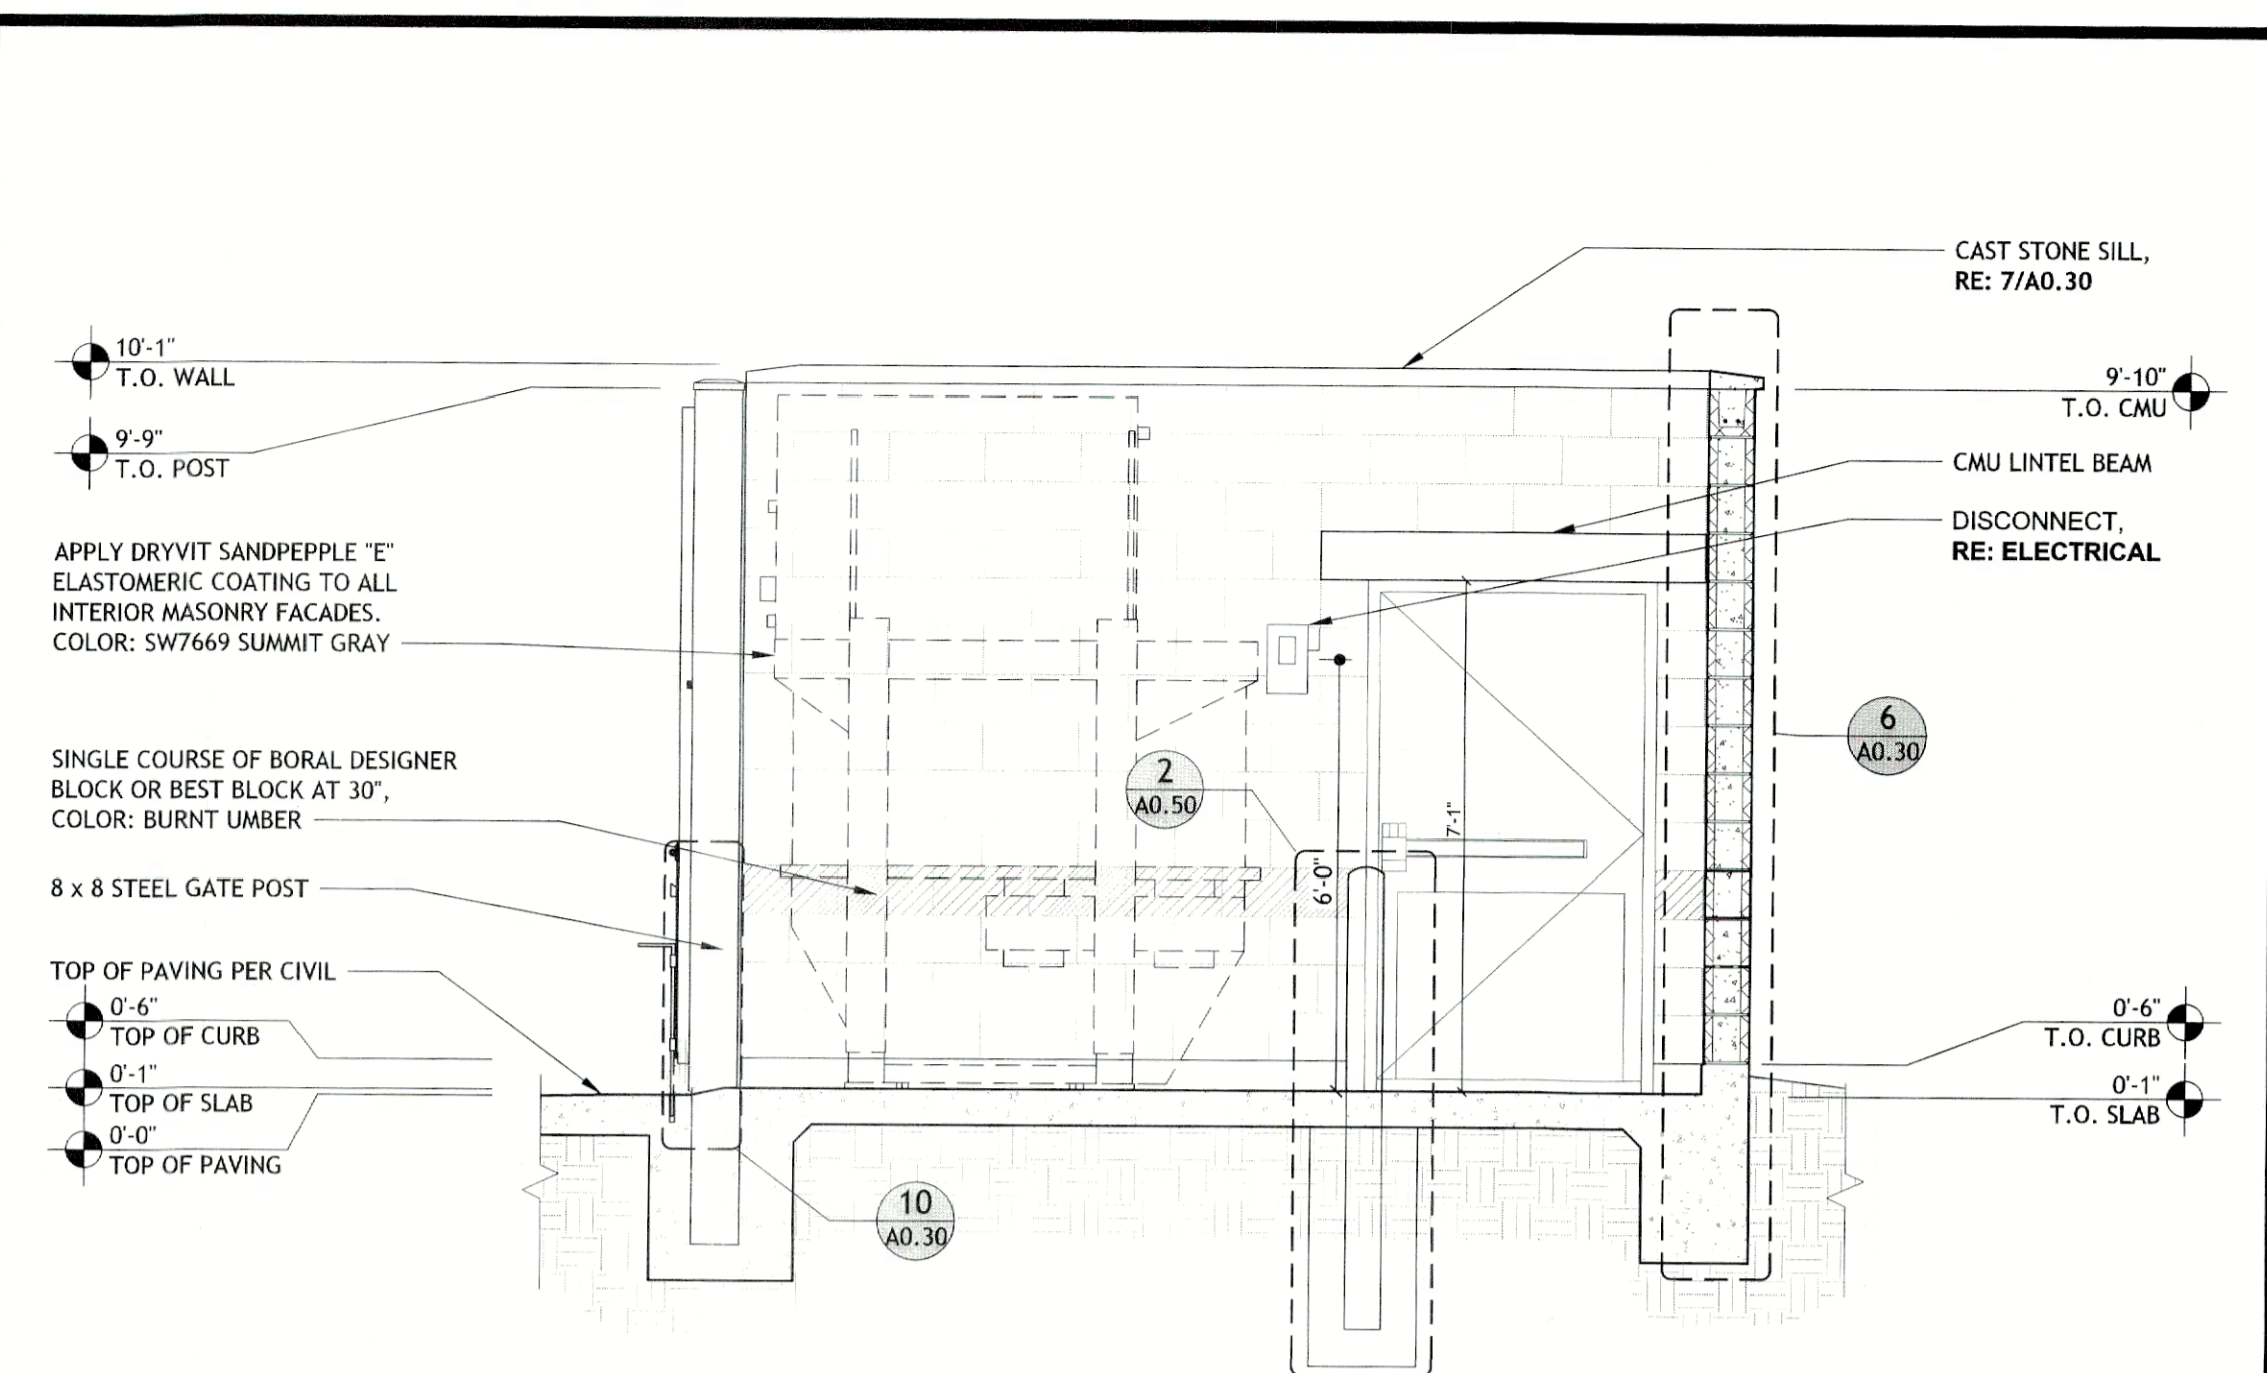 CAST STONE SILL,
RE: 7/A0.30
10'-1"
T.O. WALL
9'-9"
T.O. POST
9'-10"
T.O. CMU
CMU LINTEL BEAM
DISCONNECT,
RE: ELECTRICAL
APPLY DRYVIT SANDPEPPLE "E"
ELASTOMERIC COATING TO ALL
INTERIOR MASONRY FACADES.
COLOR: SW7669 SUMMIT GRAY
6
A0.30
2
A0.50
SINGLE COURSE OF BORAL DESIGNER
BLOCK OR BEST BLOCK AT 30",
COLOR: BURNT UMBER
7'-1"
6'-0"
8 x 8 STEEL GATE POST
TOP OF PAVING PER CIVIL
0'-6"
TOP OF CURB
0'-1"
TOP OF SLAB
0'-0"
TOP OF PAVING
0'-6"
T.O. CURB
0'-1"
T.O. SLAB
10
A0.30